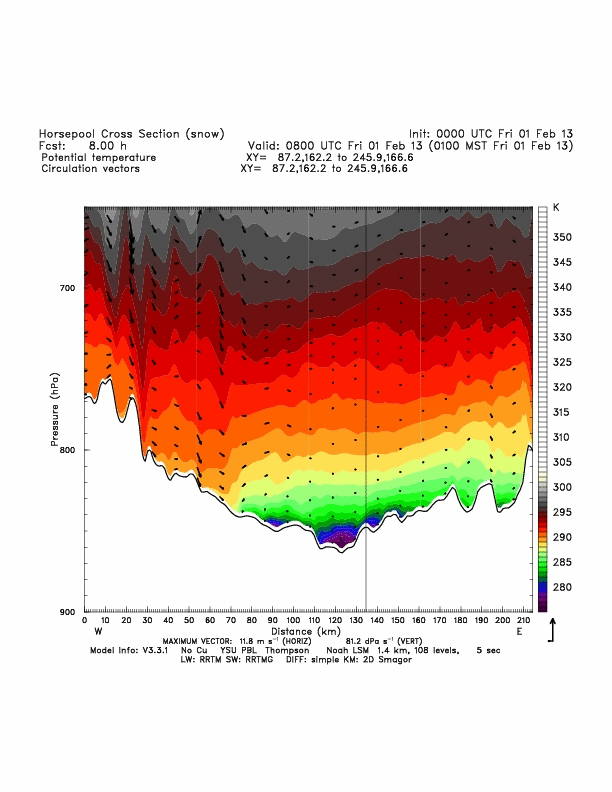 Horsepool Cross Section (snow) Init: 0000 UTC Fri 01 Feb 13
Fcst: 8.00 h Valid: 0800 UTC Fri 01 Feb 13 (0100 MST Fri 01 Feb 13)
Potential temperature XY= 87.2,162.2 to 245.9,166.6
Circulation vectors XY= 87.2,162.2 to 245.9,166.6
K
350
345
340
335
330
325
320
315
310
305
300
295
290
285
280
Pressure (hPa)
700
800
900
0 10 20 30 40 50 60 70 80 90 100 110 120 130 140 150 160 170 180 190 200 210
W Distance (km) E
MAXIMUM VECTOR: 11.8 m s⁻¹ (HORIZ) 81.2 dPa s⁻¹ (VERT)
Model Info: V3.3.1 No Cu YSU PBL Thompson Noah LSM 1.4 km, 108 levels, 5 sec
LW: RRTM SW: RRTMG DIFF: simple KM: 2D Smagor